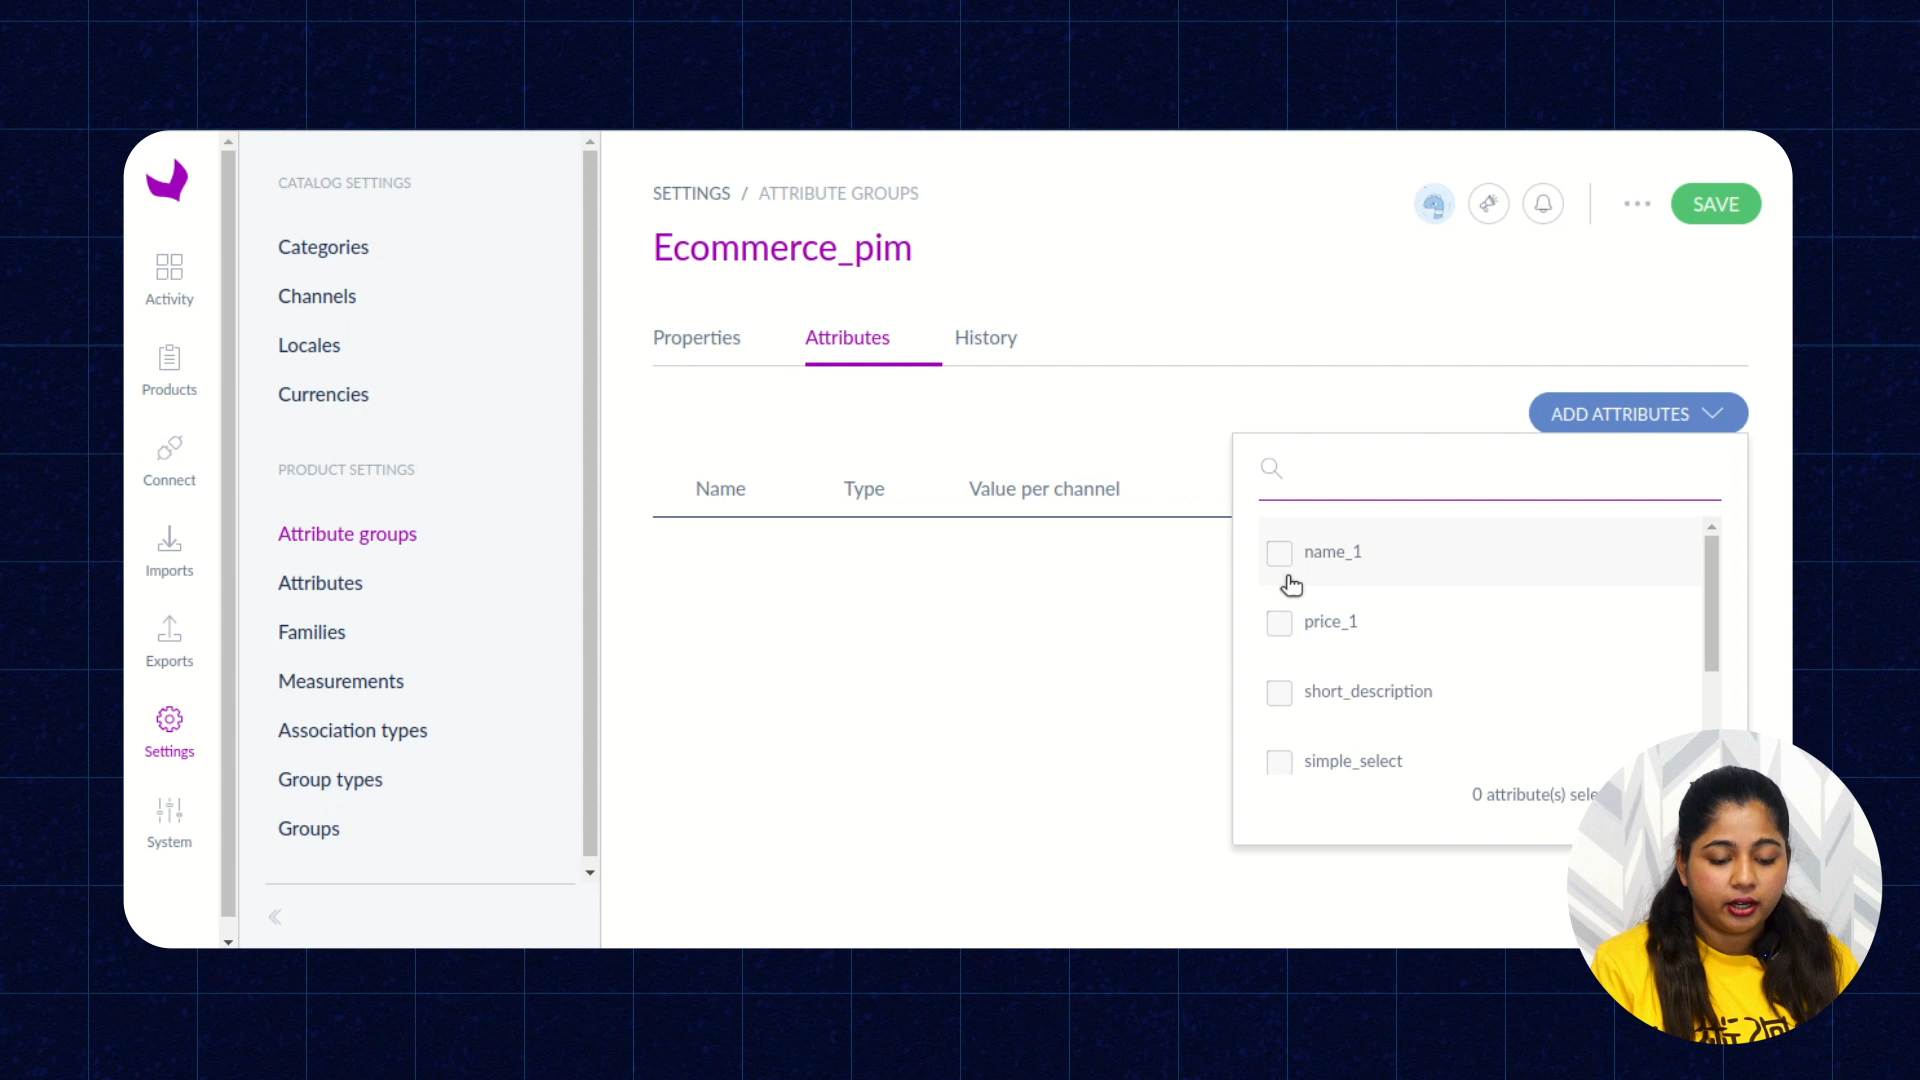 Activity
Products
Connect
Imports
Exports
Settings
System
CATALOG SETTINGS
Categories
Channels
Locales
Currencies
PRODUCT SETTINGS
Attribute groups
Attributes
Families
Measurements
Association types
Group types
Groups
SETTINGS / ATTRIBUTE GROUPS
SAVE
Ecommerce_pim
Properties Attributes History
ADD ATTRIBUTES
Name Type Value per channel
name_1
price_1
short_description
simple_select
0 attribute(s)